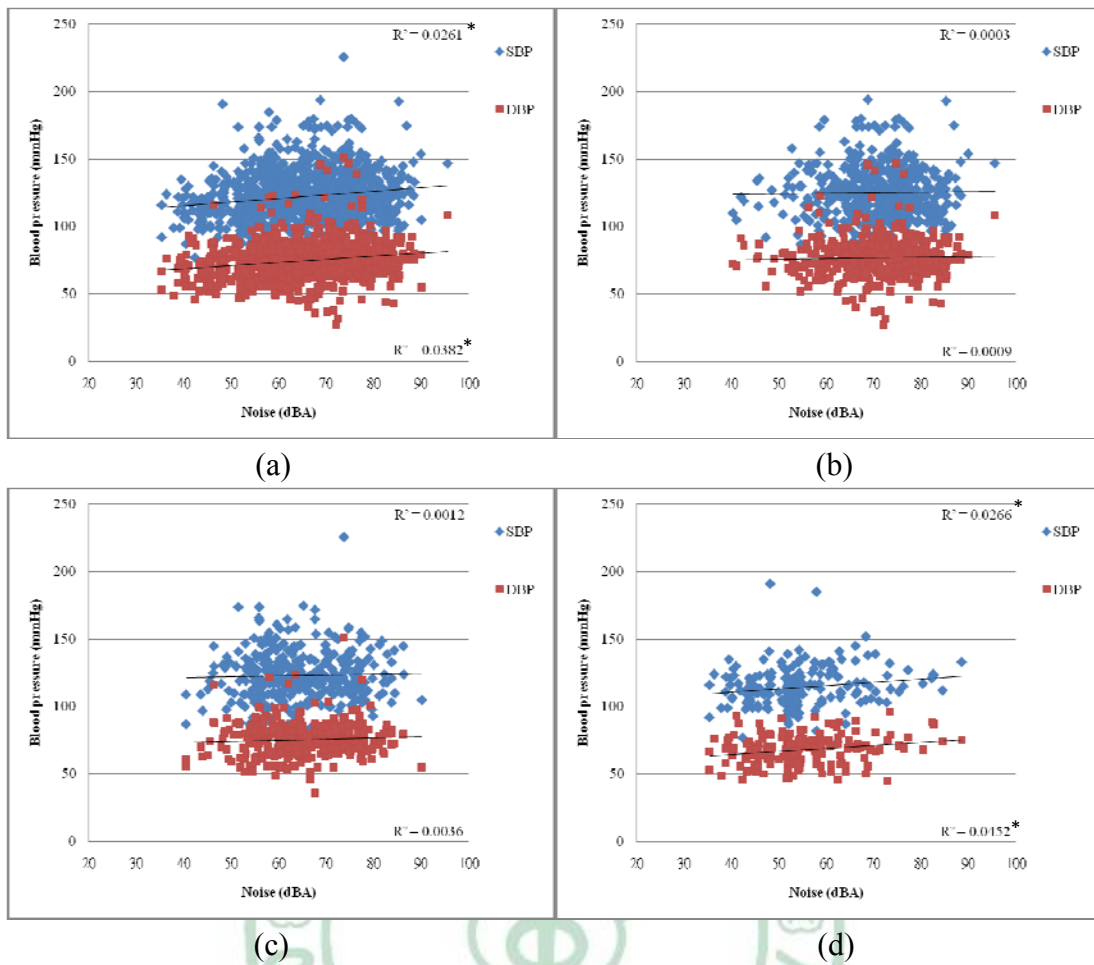 250
200
150
100
50
0
Blood pressure (mmHg)
R² = 0.0261 *
SBP
DBP
R² = 0.0382 *
20 30 40 50 60 70 80 90 100
Noise (dBA)
(a)
250
200
150
100
50
0
Blood pressure (mmHg)
R² = 0.0003
SBP
DBP
R² = 0.0009
20 30 40 50 60 70 80 90 100
Noise (dBA)
(b)
250
200
150
100
50
0
Blood pressure (mmHg)
R² = 0.0012
SBP
DBP
R² = 0.0036
20 30 40 50 60 70 80 90 100
Noise (dBA)
(c)
250
200
150
100
50
0
Blood pressure (mmHg)
R² = 0.0266 *
SBP
DBP
R² = 0.0452 *
20 30 40 50 60 70 80 90 100
Noise (dBA)
(d)